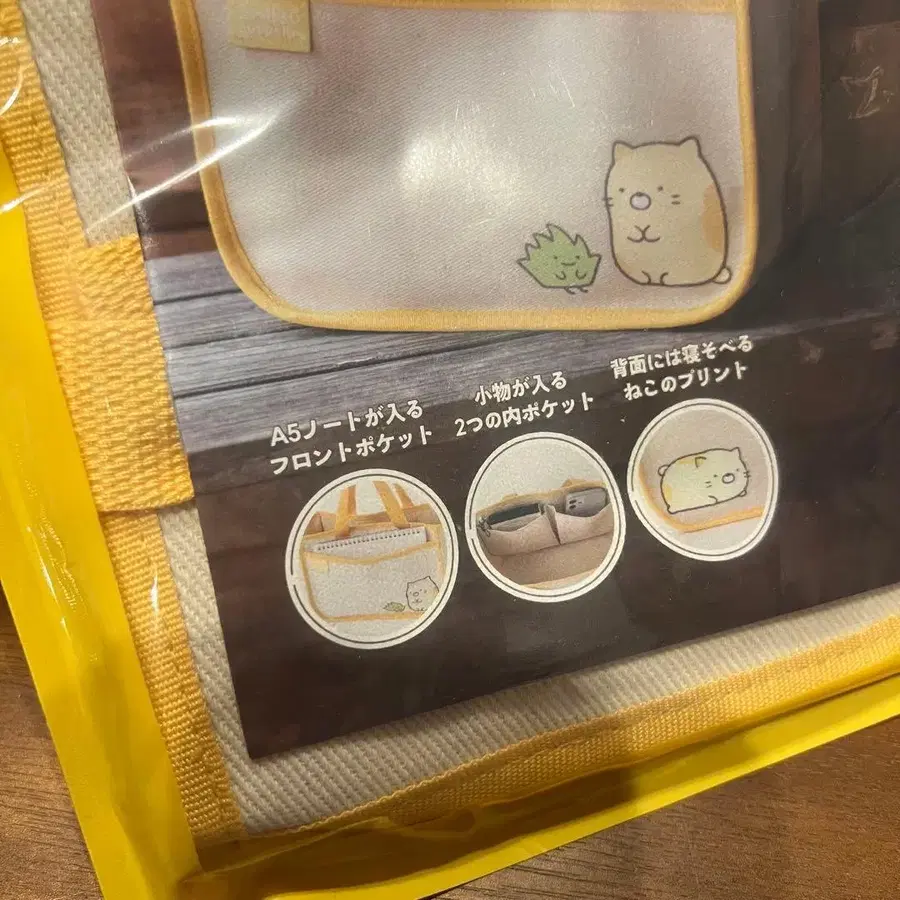 A5ノートが入る
フロントポケット
小物が入る
2つの内ポケット
背面には寝そべる
ねこのプリント